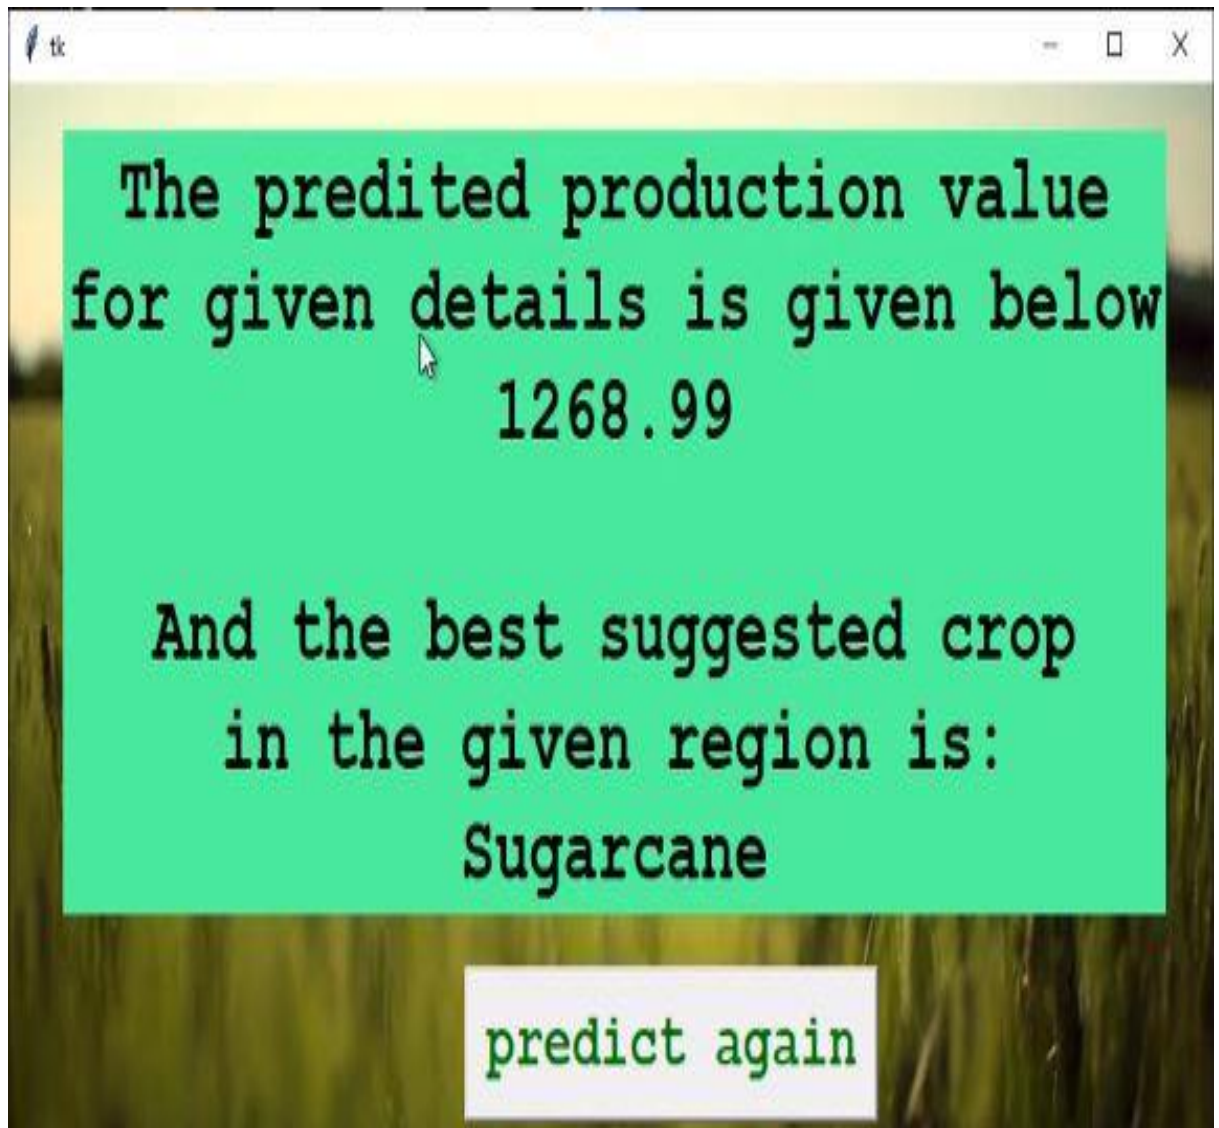 tk
The predited production value
for given details is given below
1268.99
And the best suggested crop
in the given region is:
Sugarcane
predict again